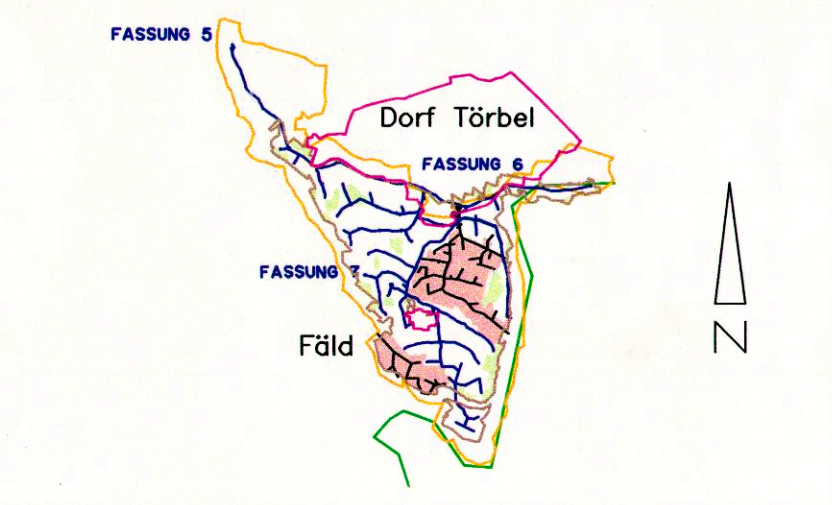 FASSUNG 5
Dorf Törbel
FASSUNG 6
FASSUNG 7
Fäld
N